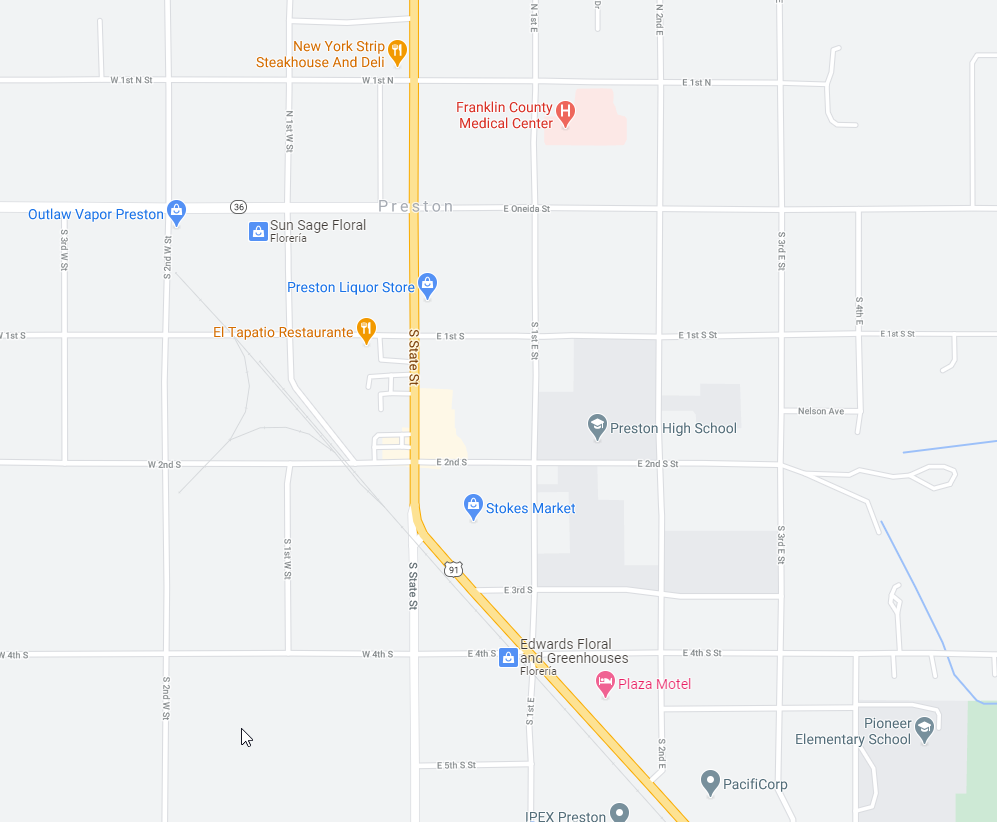 N 1st E
Dr
N 2nd E
E
New York Strip
Steakhouse And Deli
W 1st N St
W 1st N
E 1st N
Franklin County
Medical Center
H
N 1st W St
Outlaw Vapor Preston
36
Preston
E Oneida St
Sun Sage Floral
Florería
S 3rd W St
S 2nd W St
S 3rd E St
Preston Liquor Store
S 4th E
W 1st S
El Tapatio Restaurante
E 1st S
S 1st E St
E 1st S St
E 1st S St
S State St
Nelson Ave
Preston High School
W 2nd S
E 2nd S
E 2nd S St
Stokes Market
S 1st W St
S State St
91
S 3rd E St
E 3rd S
W 4th S
W 4th S
E 4th S
Edwards Floral
and Greenhouses
Florería
E 4th S St
Plaza Motel
S 2nd W St
S 1st E
S 2nd E
Pioneer
Elementary School
E 5th S St
PacifiCorp
IPEX Preston